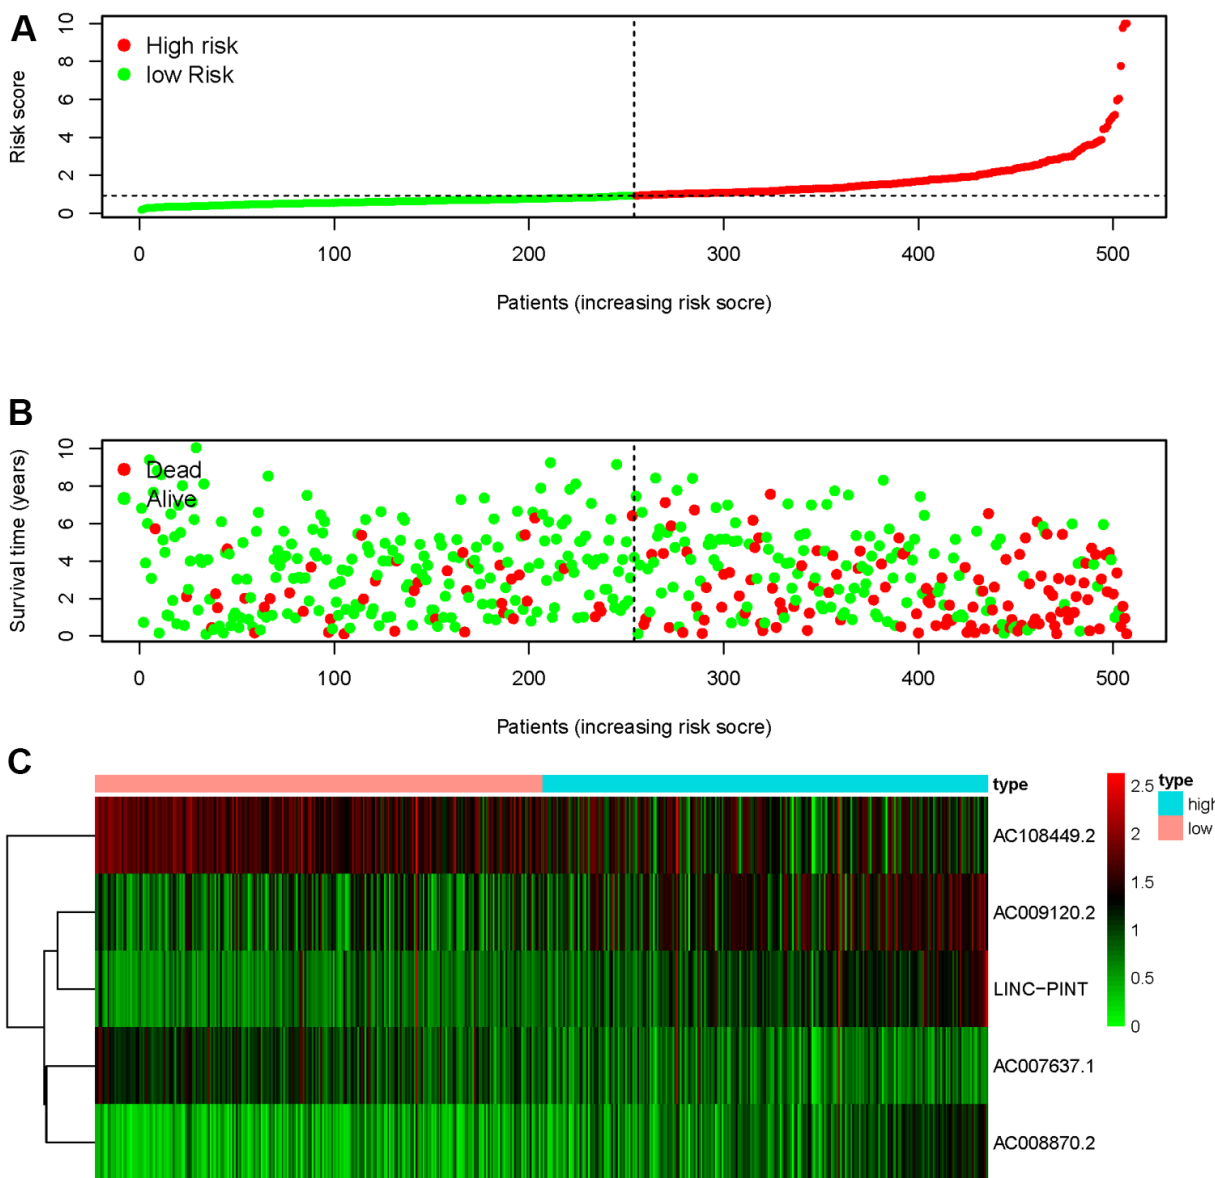 A
High risk
low Risk
Risk score
0
2
4
6
8
10
0
100
200
300
400
500
Patients (increasing risk socre)
B
Dead
Alive
Survival time (years)
0
2
4
6
8
10
0
100
200
300
400
500
Patients (increasing risk socre)
C
type
AC108449.2
AC009120.2
LINC−PINT
AC007637.1
AC008870.2
2.5
2
1.5
1
0.5
0
type
high
low